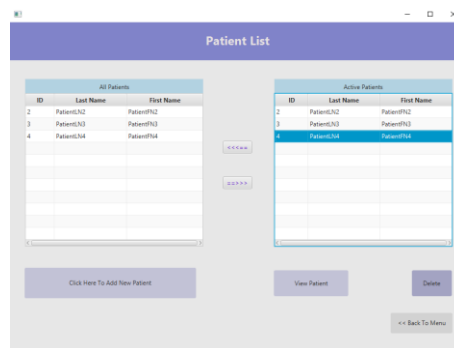 Patient List
All Patients
ID Last Name First Name
2 PatientLN2 PatientFN2
3 PatientLN3 PatientFN3
4 PatientLN4 PatientFN4
<<<==
==>>>
Active Patients
ID Last Name First Name
2 PatientLN2 PatientFN2
3 PatientLN3 PatientFN3
4 PatientLN4 PatientFN4
Click Here To Add New Patient
View Patient
Delete
<< Back To Menu